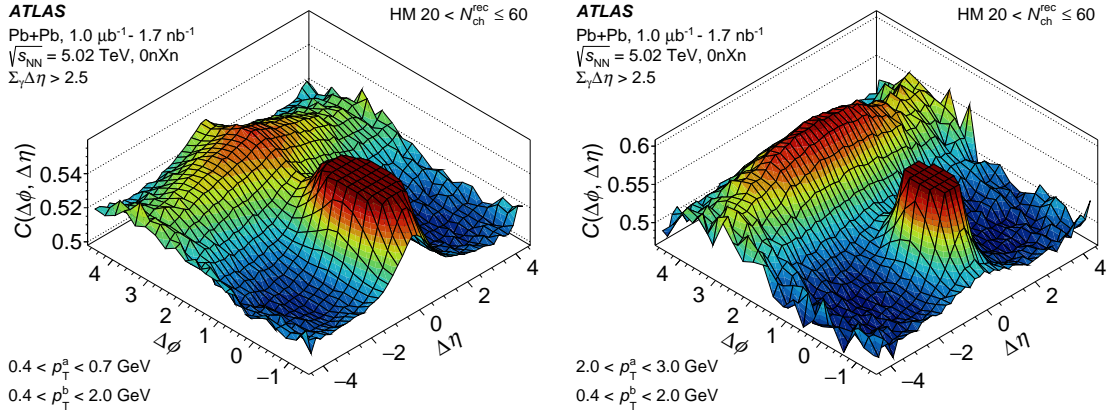 ATLAS
HM 20 < N_ch^rec ≤ 60
Pb+Pb, 1.0 μb⁻¹ - 1.7 nb⁻¹
√s_NN = 5.02 TeV, 0nXn
Σ_γΔη > 2.5
C(Δϕ, Δη)
0.54
0.52
0.5
4
3
2
1
0
−1
Δϕ
−4
−2
0
2
4
Δη
0.4 < p_T^a < 0.7 GeV
0.4 < p_T^b < 2.0 GeV
ATLAS
HM 20 < N_ch^rec ≤ 60
Pb+Pb, 1.0 μb⁻¹ - 1.7 nb⁻¹
√s_NN = 5.02 TeV, 0nXn
Σ_γΔη > 2.5
C(Δϕ, Δη)
0.6
0.55
0.5
4
3
2
1
0
−1
Δϕ
−4
−2
0
2
4
Δη
2.0 < p_T^a < 3.0 GeV
0.4 < p_T^b < 2.0 GeV